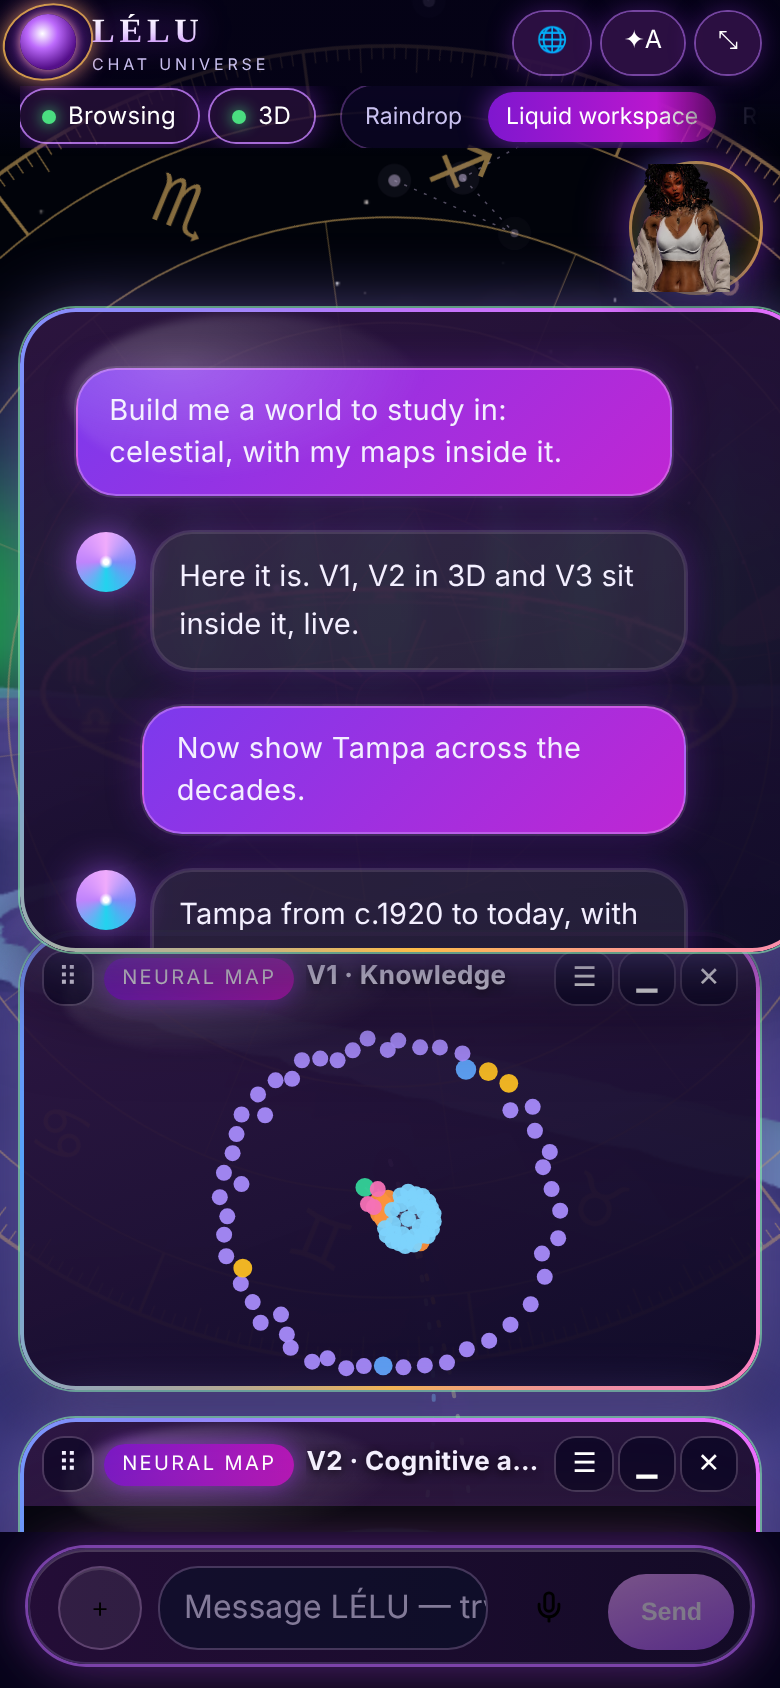 LÉLU
CHAT UNIVERSE
✦A
Browsing
3D
Raindrop
Liquid workspace
R
Build me a world to study in:
celestial, with my maps inside it.
Here it is. V1, V2 in 3D and V3 sit
inside it, live.
Now show Tampa across the
decades.
Tampa from c.1920 to today, with
NEURAL MAP
V1 · Knowledge
NEURAL MAP
V2 · Cognitive a...
Message LÉLU — try
Send